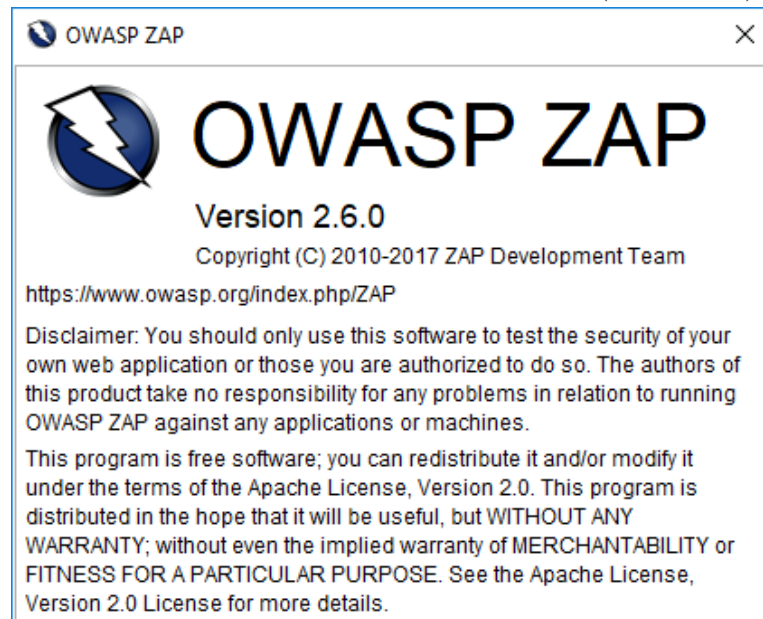 OWASP ZAP
OWASP ZAP
Version 2.6.0
Copyright (C) 2010-2017 ZAP Development Team
https://www.owasp.org/index.php/ZAP
Disclaimer: You should only use this software to test the security of your
own web application or those you are authorized to do so. The authors of
this product take no responsibility for any problems in relation to running
OWASP ZAP against any applications or machines.
This program is free software; you can redistribute it and/or modify it
under the terms of the Apache License, Version 2.0. This program is
distributed in the hope that it will be useful, but WITHOUT ANY
WARRANTY; without even the implied warranty of MERCHANTABILITY or
FITNESS FOR A PARTICULAR PURPOSE. See the Apache License,
Version 2.0 License for more details.